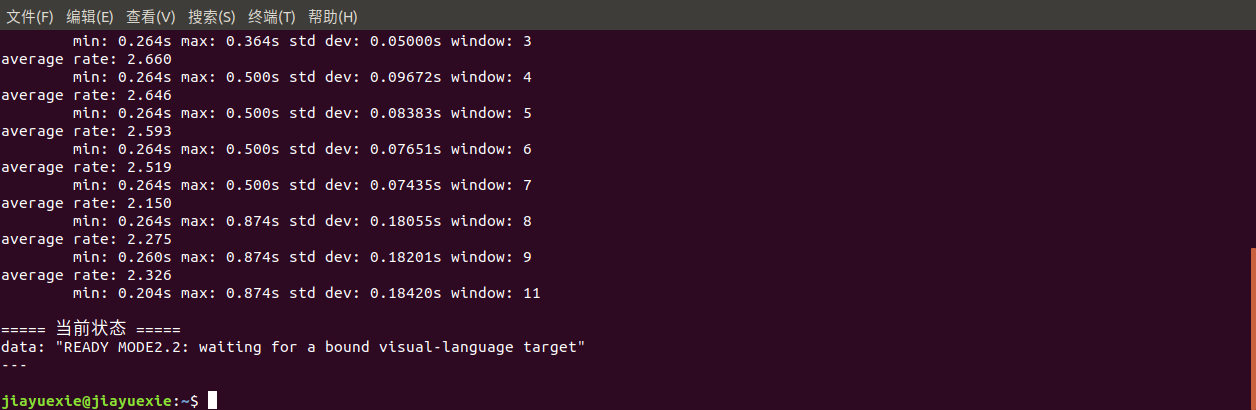 文件(F) 编辑(E) 查看(V) 搜索(S) 终端(T) 帮助(H)
min: 0.264s max: 0.364s std dev: 0.05000s window: 3
average rate: 2.660
min: 0.264s max: 0.500s std dev: 0.09672s window: 4
average rate: 2.646
min: 0.264s max: 0.500s std dev: 0.08383s window: 5
average rate: 2.593
min: 0.264s max: 0.500s std dev: 0.07651s window: 6
average rate: 2.519
min: 0.264s max: 0.500s std dev: 0.07435s window: 7
average rate: 2.150
min: 0.264s max: 0.874s std dev: 0.18055s window: 8
average rate: 2.275
min: 0.260s max: 0.874s std dev: 0.18201s window: 9
average rate: 2.326
min: 0.204s max: 0.874s std dev: 0.18420s window: 11
===== 当前状态 =====
data: "READY MODE2.2: waiting for a bound visual-language target"
---
jiayuexie@jiayuexie:~$